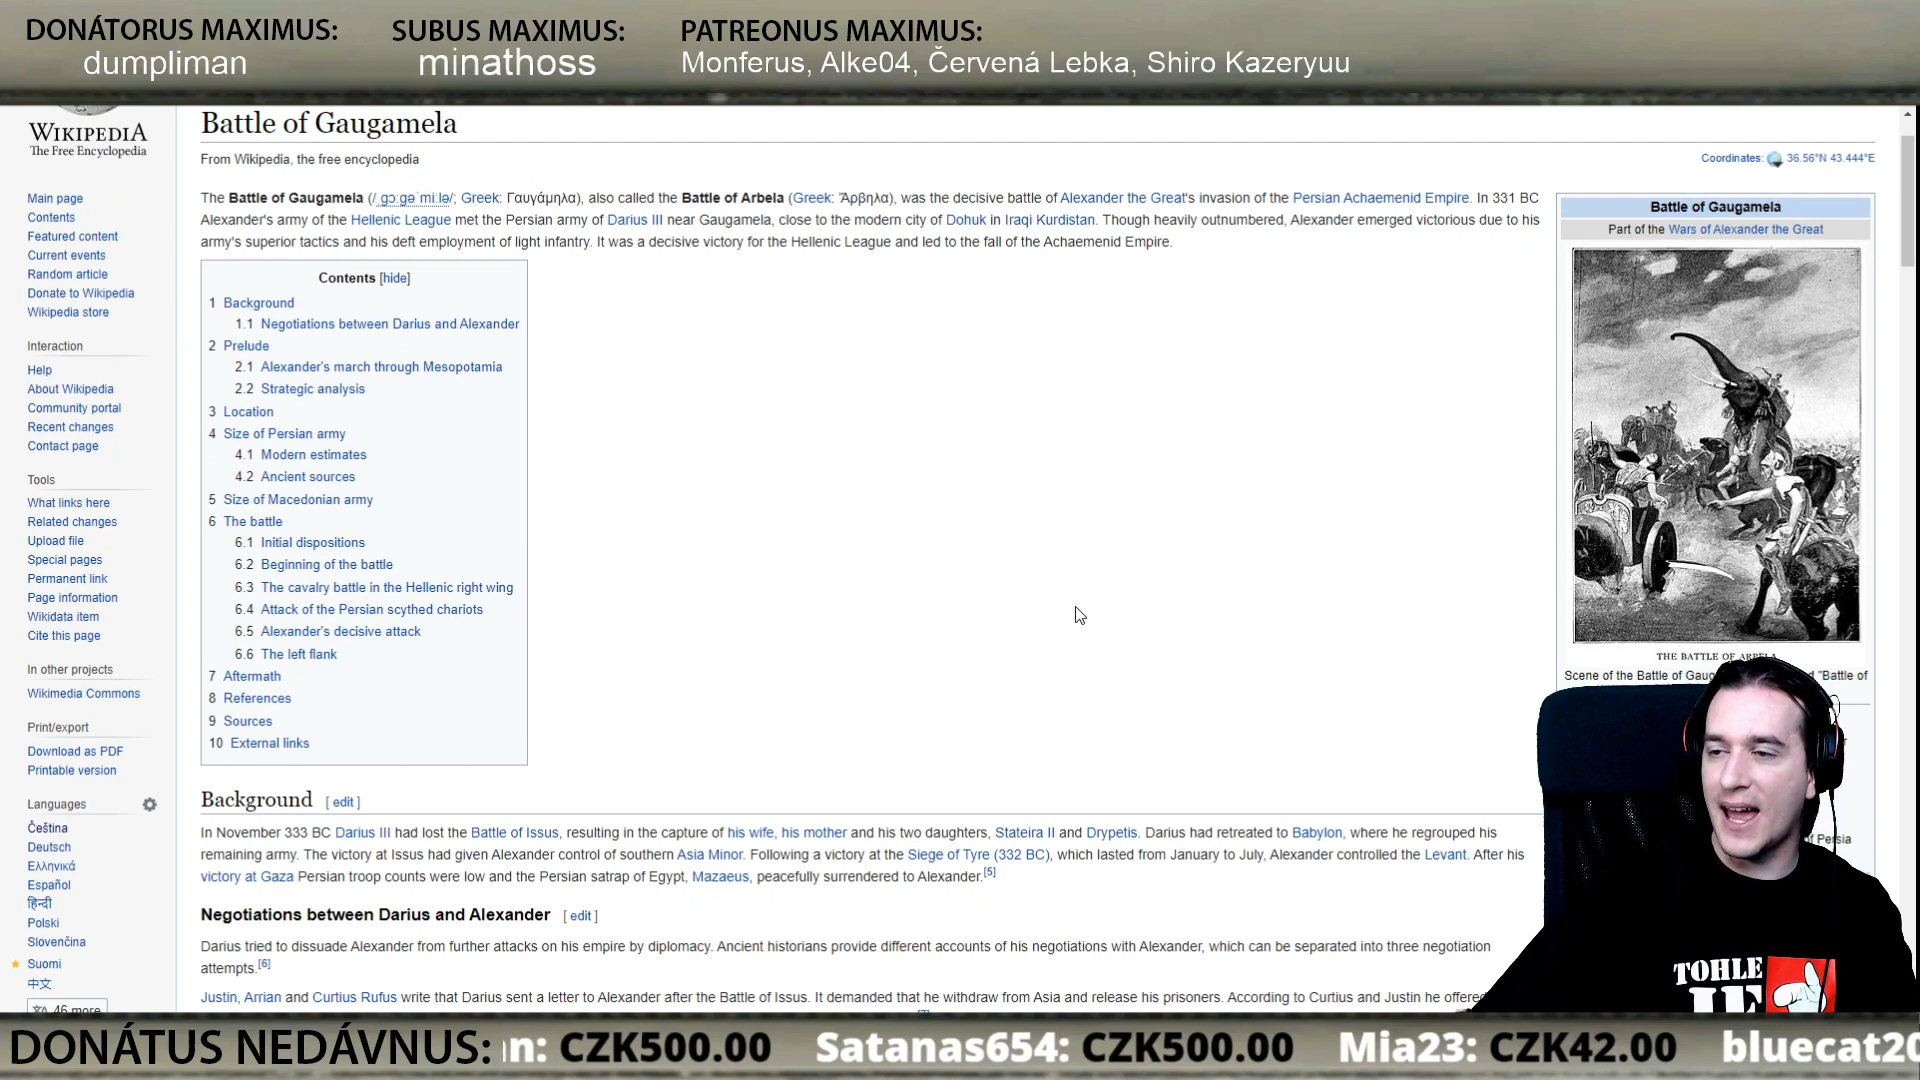 DONÁTORUS MAXIMUS:
dumpliman
SUBUS MAXIMUS:
minathoss
PATREONUS MAXIMUS:
Monferus, Alke04, Červená Lebka, Shiro Kazeryuu
WIKIPEDIA
The Free Encyclopedia
Main page
Contents
Featured content
Current events
Random article
Donate to Wikipedia
Wikipedia store
Interaction
Help
About Wikipedia
Community portal
Recent changes
Contact page
Tools
What links here
Related changes
Upload file
Special pages
Permanent link
Page information
Wikidata item
Cite this page
In other projects
Wikimedia Commons
Print/export
Download as PDF
Printable version
Languages
Čeština
Deutsch
Ελληνικά
Español
हिन्दी
Polski
Slovenčina
Suomi
中文
46 more
Battle of Gaugamela
From Wikipedia, the free encyclopedia
Coordinates: 36.56°N 43.444°E
The Battle of Gaugamela (/ˌɡɔːɡəˈmiːlə/; Greek: Γαυγάμηλα), also called the Battle of Arbela (Greek: Ἄρβηλα), was the decisive battle of Alexander the Great's invasion of the Persian Achaemenid Empire. In 331 BC
Alexander's army of the Hellenic League met the Persian army of Darius III near Gaugamela, close to the modern city of Dohuk in Iraqi Kurdistan. Though heavily outnumbered, Alexander emerged victorious due to his
army's superior tactics and his deft employment of light infantry. It was a decisive victory for the Hellenic League and led to the fall of the Achaemenid Empire.
Contents [hide]
1 Background
1.1 Negotiations between Darius and Alexander
2 Prelude
2.1 Alexander's march through Mesopotamia
2.2 Strategic analysis
3 Location
4 Size of Persian army
4.1 Modern estimates
4.2 Ancient sources
5 Size of Macedonian army
6 The battle
6.1 Initial dispositions
6.2 Beginning of the battle
6.3 The cavalry battle in the Hellenic right wing
6.4 Attack of the Persian scythed chariots
6.5 Alexander's decisive attack
6.6 The left flank
7 Aftermath
8 References
9 Sources
10 External links
Battle of Gaugamela
Part of the Wars of Alexander the Great
THE BATTLE OF ARBELA
Scene of the Battle of Gaug "Battle of
of Persia
Background [ edit ]
In November 333 BC Darius III had lost the Battle of Issus, resulting in the capture of his wife, his mother and his two daughters, Stateira II and Drypetis. Darius had retreated to Babylon, where he regrouped his
remaining army. The victory at Issus had given Alexander control of southern Asia Minor. Following a victory at the Siege of Tyre (332 BC), which lasted from January to July, Alexander controlled the Levant. After his
victory at Gaza Persian troop counts were low and the Persian satrap of Egypt, Mazaeus, peacefully surrendered to Alexander.[5]
Negotiations between Darius and Alexander [ edit ]
Darius tried to dissuade Alexander from further attacks on his empire by diplomacy. Ancient historians provide different accounts of his negotiations with Alexander, which can be separated into three negotiation
attempts.[6]
Justin, Arrian and Curtius Rufus write that Darius sent a letter to Alexander after the Battle of Issus. It demanded that he withdraw from Asia and release his prisoners. According to Curtius and Justin he offered
TOHLE
JE
DONÁTUS NEDÁVNUS: n: CZK500.00 Satanas654: CZK500.00 Mia23: CZK42.00 bluecat20